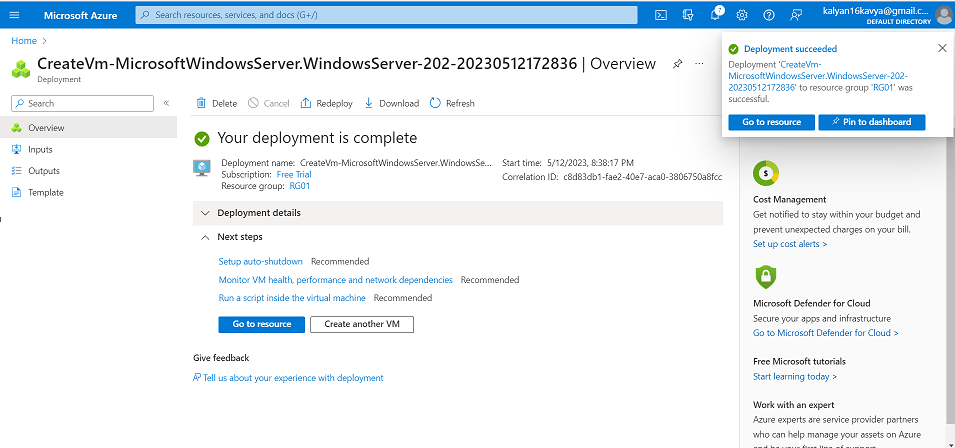 Microsoft Azure
Search resources, services, and docs (G+/)
7
kalyan16kavya@gmail.c...
DEFAULT DIRECTORY
Home >
CreateVm-MicrosoftWindowsServer.WindowsServer-202-20230512172836 | Overview
Deployment
Deployment succeeded
Deployment 'CreateVm-
MicrosoftWindowsServer.WindowsServer-202-
20230512172836' to resource group 'RG01' was
successful.
Go to resource
Pin to dashboard
Search
«
Overview
Inputs
Outputs
Template
Delete
Cancel
Redeploy
Download
Refresh
Your deployment is complete
Deployment name: CreateVm-MicrosoftWindowsServer.WindowsSe...
Subscription: Free Trial
Resource group: RG01
Start time: 5/12/2023, 8:38:17 PM
Correlation ID: c8d83db1-fae2-40e7-aca0-3806750a8fcc
Deployment details
Next steps
Setup auto-shutdown Recommended
Monitor VM health, performance and network dependencies Recommended
Run a script inside the virtual machine Recommended
Go to resource
Create another VM
Give feedback
Tell us about your experience with deployment
Cost Management
Get notified to stay within your budget and
prevent unexpected charges on your bill.
Set up cost alerts >
Microsoft Defender for Cloud
Secure your apps and infrastructure
Go to Microsoft Defender for Cloud >
Free Microsoft tutorials
Start learning today >
Work with an expert
Azure experts are service provider partners
who can help manage your assets on Azure
and be your first line of support.